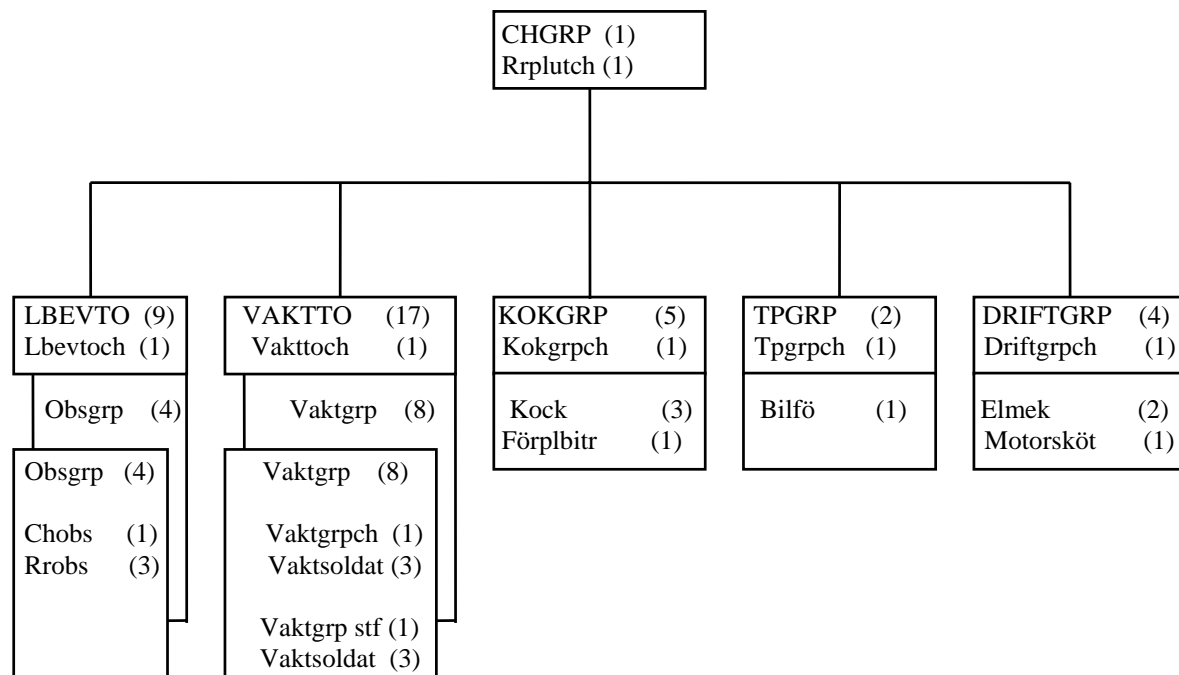 CHGRP (1)
Rrplutch (1)
LBEVTO (9)
Lbevtoch (1)
Obsgrp (4)
Obsgrp (4)
Chobs (1)
Rrobs (3)
VAKTTO (17)
Vakttoch (1)
Vaktgrp (8)
Vaktgrp (8)
Vaktgrpch (1)
Vaktsoldat (3)
Vaktgrp stf (1)
Vaktsoldat (3)
KOKGRP (5)
Kokgrpch (1)
Kock (3)
Förplbitr (1)
TPGRP (2)
Tpgrpch (1)
Bilfö (1)
DRIFTGRP (4)
Driftgrpch (1)
Elmek (2)
Motorsköt (1)